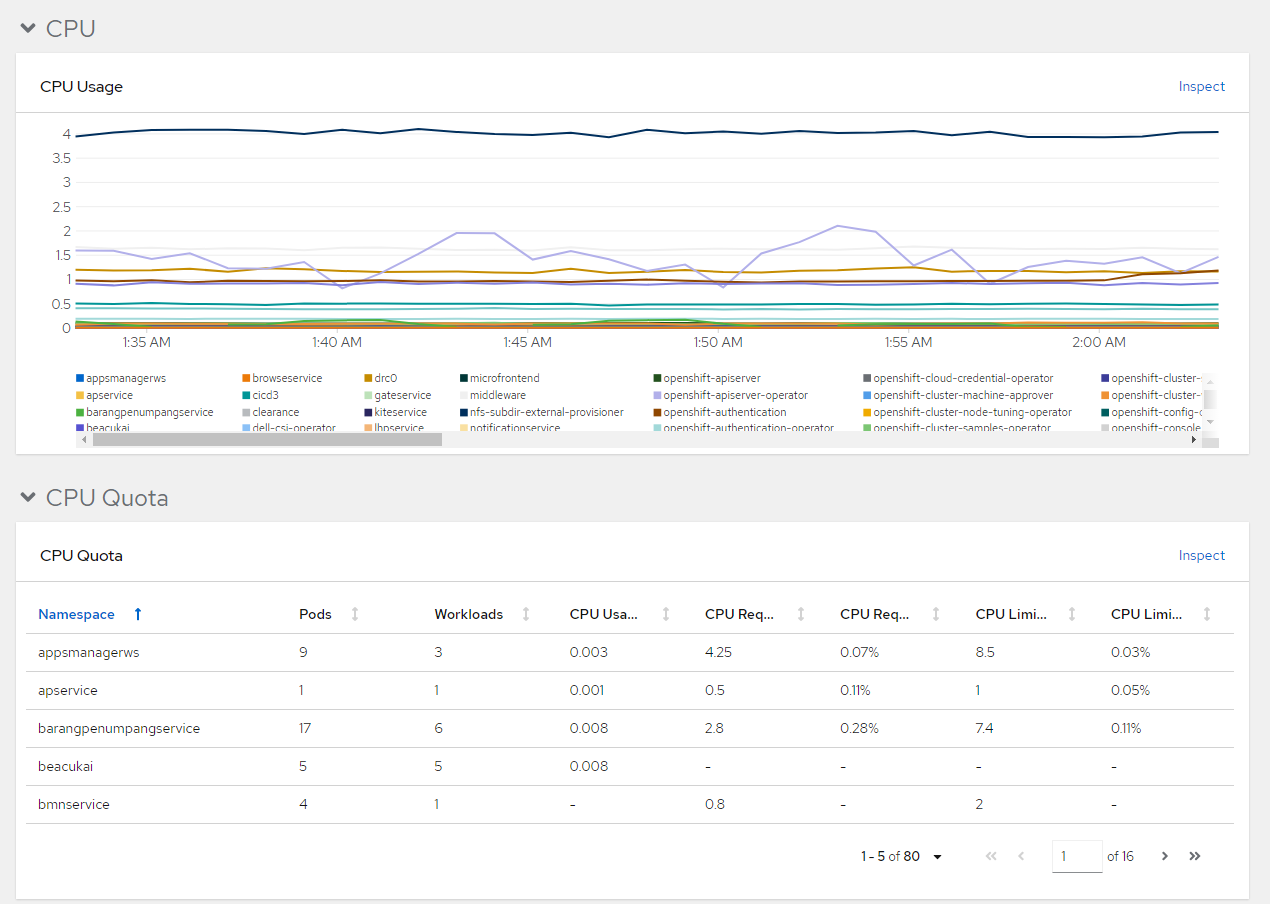 CPU
CPU Usage Inspect
4
3.5
3
2.5
2
1.5
1
0.5
0
1:35 AM 1:40 AM 1:45 AM 1:50 AM 1:55 AM 2:00 AM
appsmanagerws browseservice drc0 microfrontend openshift-apiserver openshift-cloud-credential-operator openshift-cluster-
apservice cicd3 gateservice middleware openshift-apiserver-operator openshift-cluster-machine-approver openshift-cluster-
barangpenumpangservice clearance kiteservice nfs-subdir-external-provisioner openshift-authentication openshift-cluster-node-tuning-operator openshift-config-
beacukai dell-csi-operator lhpservice notificationservice openshift-authentication-operator openshift-cluster-samples-operator openshift-console
CPU Quota
CPU Quota Inspect
Namespace Pods Workloads CPU Usa... CPU Req... CPU Req... CPU Limi... CPU Limi...
appsmanagerws 9 3 0.003 4.25 0.07% 8.5 0.03%
apservice 1 1 0.001 0.5 0.11% 1 0.05%
barangpenumpangservice 17 6 0.008 2.8 0.28% 7.4 0.11%
beacukai 5 5 0.008 - - - -
bmnservice 4 1 - 0.8 - 2 -
1 - 5 of 80 1 of 16